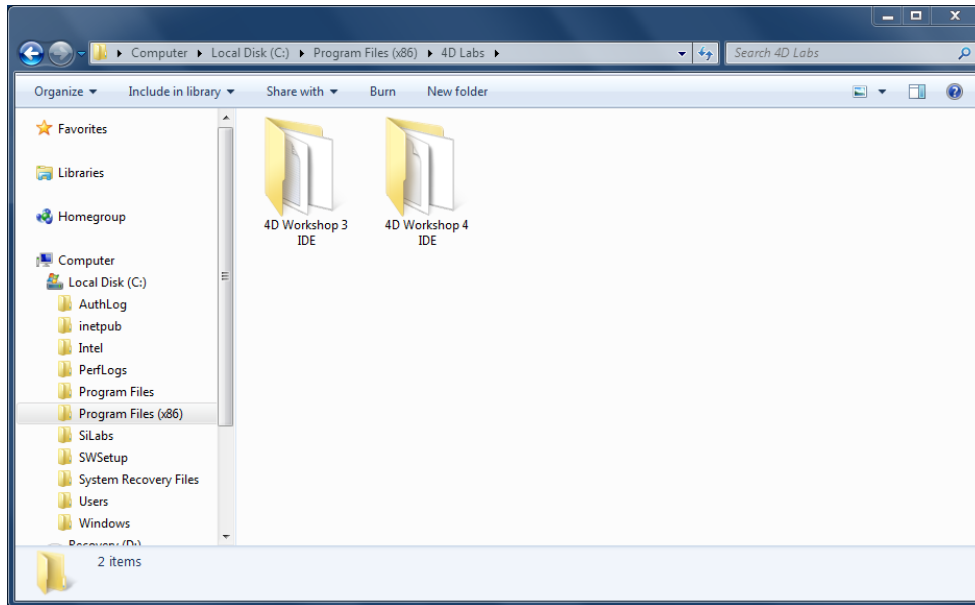 Computer Local Disk (C:) Program Files (x86) 4D Labs
Search 4D Labs
Organize Include in library Share with Burn New folder
Favorites
Libraries
Homegroup
Computer
Local Disk (C:)
AuthLog
inetpub
Intel
PerfLogs
Program Files
Program Files (x86)
SiLabs
SWSetup
System Recovery Files
Users
Windows
Recovery (D:)
4D Workshop 3
IDE
4D Workshop 4
IDE
2 items